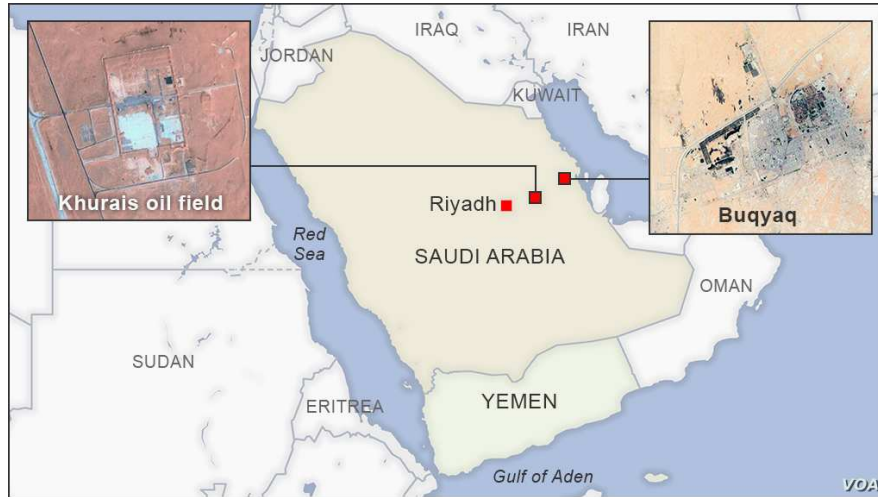 IRAQ
IRAN
JORDAN
KUWAIT
Khurais oil field
Buqyaq
Riyadh
Red
Sea
SAUDI ARABIA
OMAN
SUDAN
ERITREA
YEMEN
Gulf of Aden
VOA